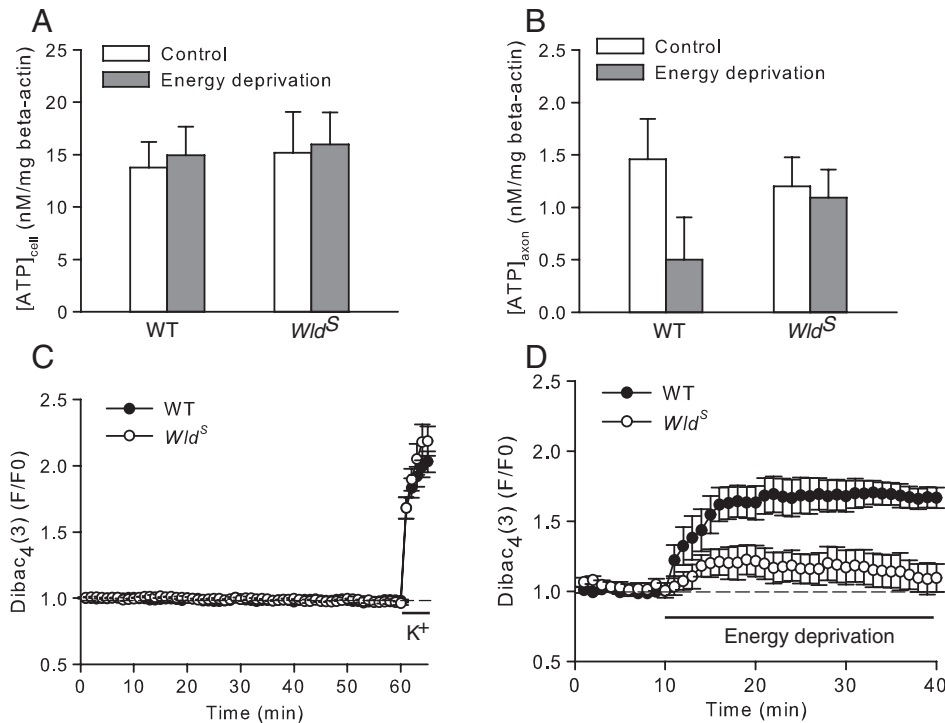 A
Control
Energy deprivation
[ATP]cell (nM/mg beta-actin)
25
20
15
10
5
0
WT
WldS
B
Control
Energy deprivation
[ATP]axon (nM/mg beta-actin)
2.5
2.0
1.5
1.0
0.5
0.0
WT
WldS
C
WT
WldS
Dibac4(3) (F/F0)
2.5
2.0
1.5
1.0
0.5
K+
0 10 20 30 40 50 60
Time (min)
D
WT
WldS
Dibac4(3) (F/F0)
2.5
2.0
1.5
1.0
0.5
Energy deprivation
0 10 20 30 40
Time (min)